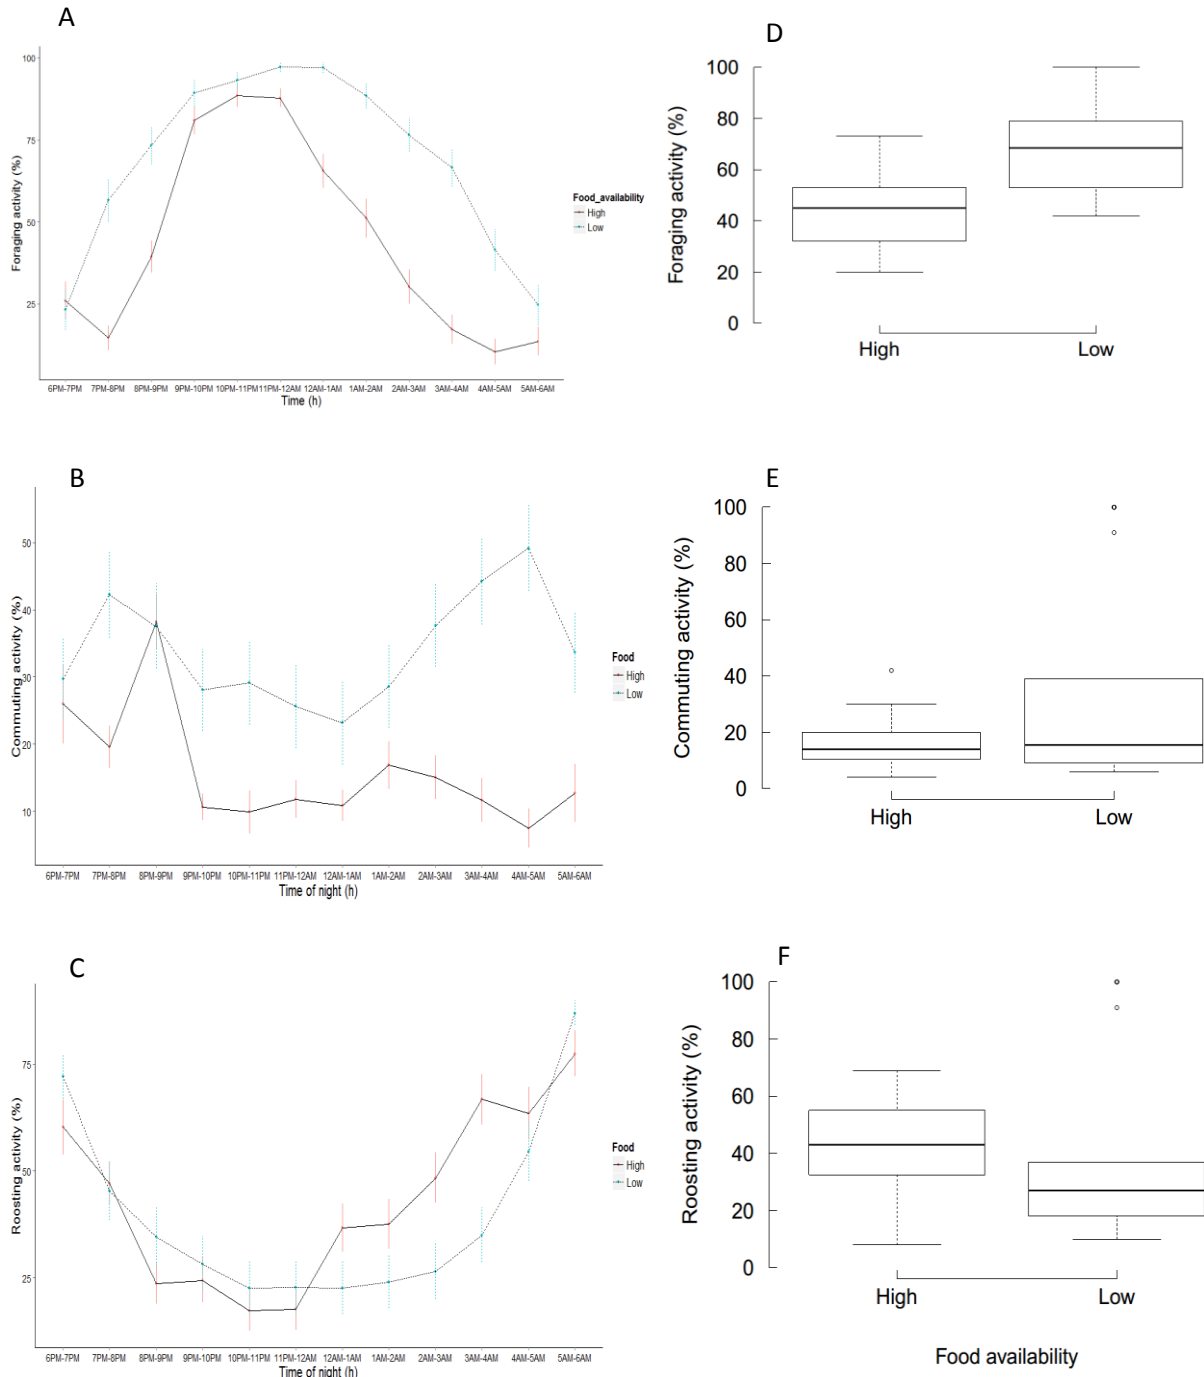 A
100
75
50
25
Foraging activity (%)
6PM-7PM 7PM-8PM 8PM-9PM 9PM-10PM 10PM-11PM 11PM-12AM 12AM-1AM 1AM-2AM 2AM-3AM 3AM-4AM 4AM-5AM 5AM-6AM
Time (h)
Food_availability
High
Low
D
100
80
60
40
20
0
Foraging activity (%)
High Low
B
50
40
30
20
10
Commuting activity (%)
6PM-7PM 7PM-8PM 8PM-9PM 9PM-10PM 10PM-11PM 11PM-12AM 12AM-1AM 1AM-2AM 2AM-3AM 3AM-4AM 4AM-5AM 5AM-6AM
Time of night (h)
Food
High
Low
E
100
80
60
40
20
0
Commuting activity (%)
High Low
C
75
50
25
Roosting activity (%)
6PM-7PM 7PM-8PM 8PM-9PM 9PM-10PM 10PM-11PM 11PM-12AM 12AM-1AM 1AM-2AM 2AM-3AM 3AM-4AM 4AM-5AM 5AM-6AM
Time of night (h)
Food
High
Low
F
100
80
60
40
20
0
Roosting activity (%)
High Low
Food availability